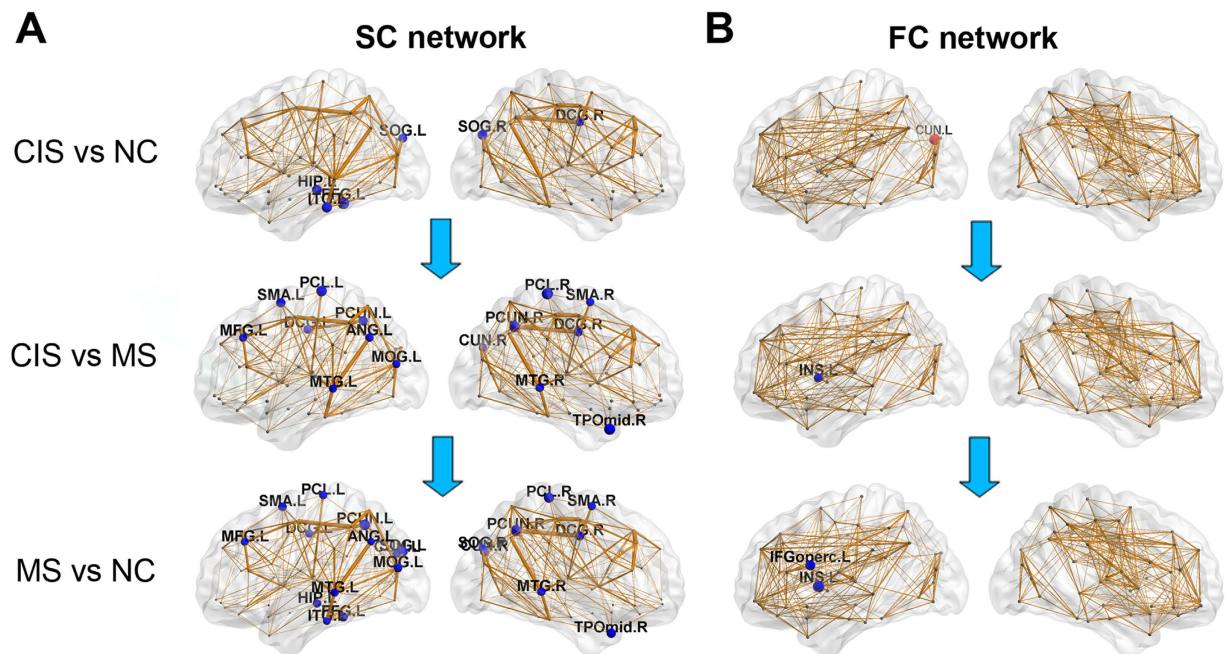 A
SC network
B
FC network
CIS vs NC
SOG.L
HIP.L
ITG.L
SOG.R
DCG.R
CUN.L
CIS vs MS
PCL.L
SMA.L
PCUN.L
MFG.L
ANG.L
MOG.L
MTG.L
PCL.R
SMA.R
PCUN.R
DCG.R
CUN.R
MTG.R
TPOmid.R
INS.L
MS vs NC
PCL.L
SMA.L
PCUN.L
MFG.L
ANG.L
MOG.L
MTG.L
PCL.R
SMA.R
PCUN.R
DCG.R
SOG.R
MTG.R
TPOmid.R
IFGoperc.L
INS.L